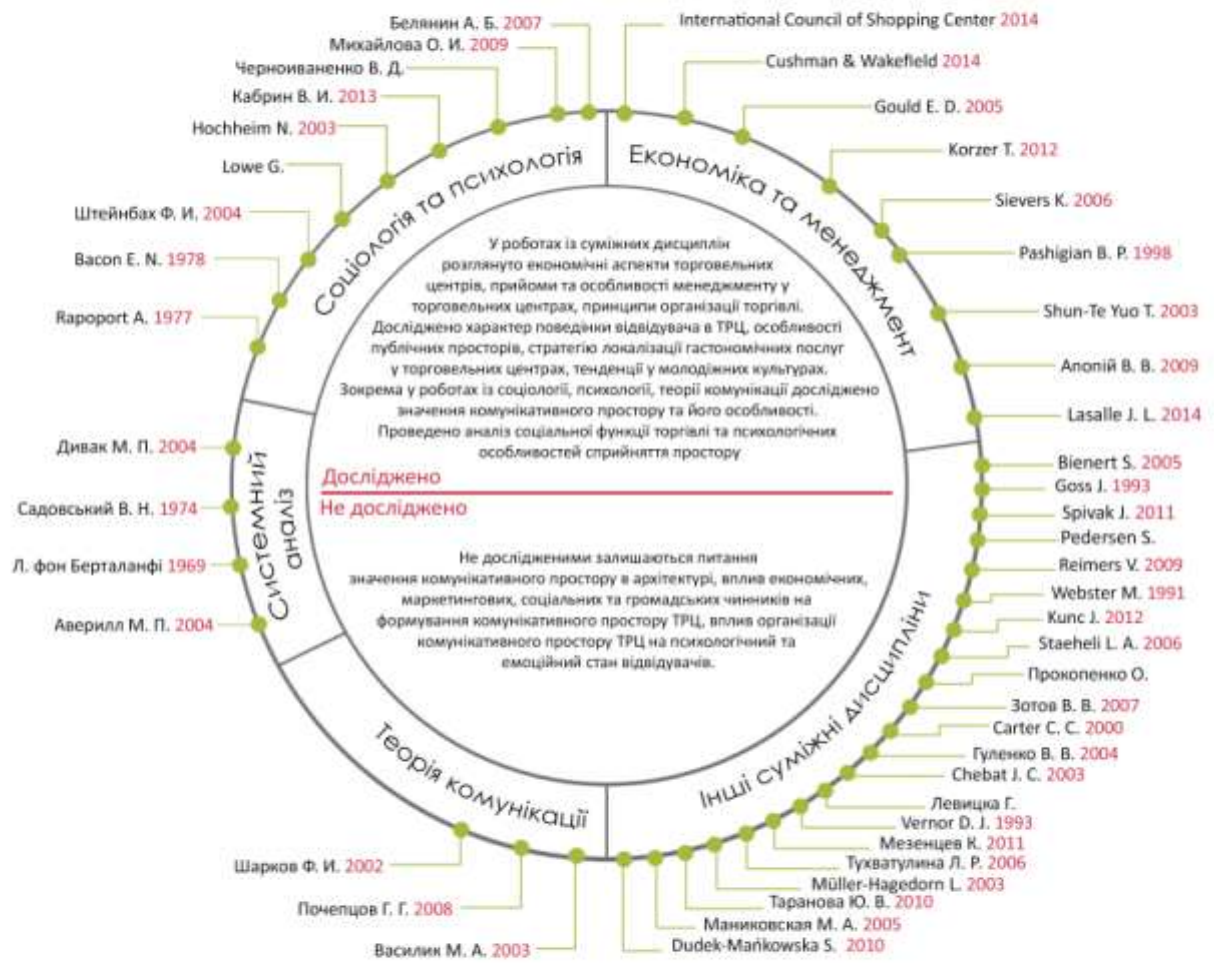 Белянин А. Б. 2007
Михайлова О. И. 2009
Черноиваненко В. Д.
Кабрин В. И. 2013
Hochheim N. 2003
Lowe G.
Штейнбах Ф. И. 2004
Bacon E. N. 1978
Rapoport A. 1977
Дивак М. П. 2004
Садовський В. Н. 1974
Л. фон Берталанфі 1969
Аверилл М. П. 2004
Шарков Ф. И. 2002
Почепцов Г. Г. 2008
Василик М. А. 2003
International Council of Shopping Center 2014
Cushman & Wakefield 2014
Gould E. D. 2005
Korzer T. 2012
Sievers K. 2006
Pashigian B. P. 1998
Shun-Te Yuo T. 2003
Апопій В. В. 2009
Lasalle J. L. 2014
Bienert S. 2005
Goss J. 1993
Spivak J. 2011
Pedersen S.
Reimers V. 2009
Webster M. 1991
Kunc J. 2012
Staeheli L. A. 2006
Прокопенко О.
Зотов В. В. 2007
Carter C. C. 2000
Гуленко В. В. 2004
Chebat J. C. 2003
Левицка Г.
Vernor D. J. 1993
Мезенцев К. 2011
Тухватулина Л. Р. 2006
Müller-Hagedorn L. 2003
Таранова Ю. В. 2010
Маниковская М. А. 2005
Dudek-Mańkowska S. 2010
Соціологія та психологія
Економіка та менеджмент
Системний
аналіз
Теорія комунікації
Інші суміжні дисципліни
У роботах із суміжних дисциплін
розглянуто економічні аспекти торговельних
центрів, прийоми та особливості менеджменту у
торговельних центрах, принципи організації торгівлі.
Досліджено характер поведінки відвідувача в ТРЦ, особливості
публічних просторів, стратегію локалізації гастономічних послуг
у торговельних центрах, тенденції у молодіжних культурах.
Зокрема у роботах із соціології, психології, теорії комунікації досліджено
значення комунікативного простору та його особливості.
Проведено аналіз соціальної функції торгівлі та психологічних
особливостей сприйняття простору
Досліджено
Не досліджено
Не дослідженими залишаються питання
значення комунікативного простору в архітектурі, вплив економічних,
маркетингових, соціальних та громадських чинників на
формування комунікативного простору ТРЦ, вплив організації
комунікативного простору ТРЦ на психологічний та
емоційний стан відвідувачів.